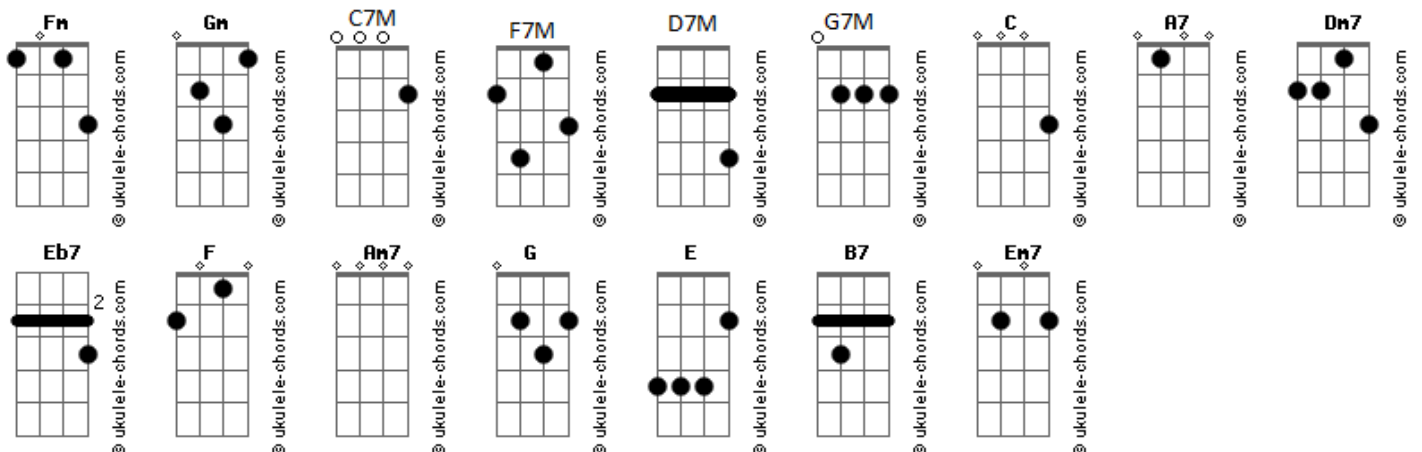 Fm Gm C7M F7M D7M G7M C A7 Dm7
© ukulele-chords.com © ukulele-chords.com © ukulele-chords.com © ukulele-chords.com © ukulele-chords.com © ukulele-chords.com © ukulele-chords.com © ukulele-chords.com © ukulele-chords.com
Eb7 F Am7 G E B7 Em7
2
© ukulele-chords.com © ukulele-chords.com © ukulele-chords.com © ukulele-chords.com © ukulele-chords.com © ukulele-chords.com © ukulele-chords.com